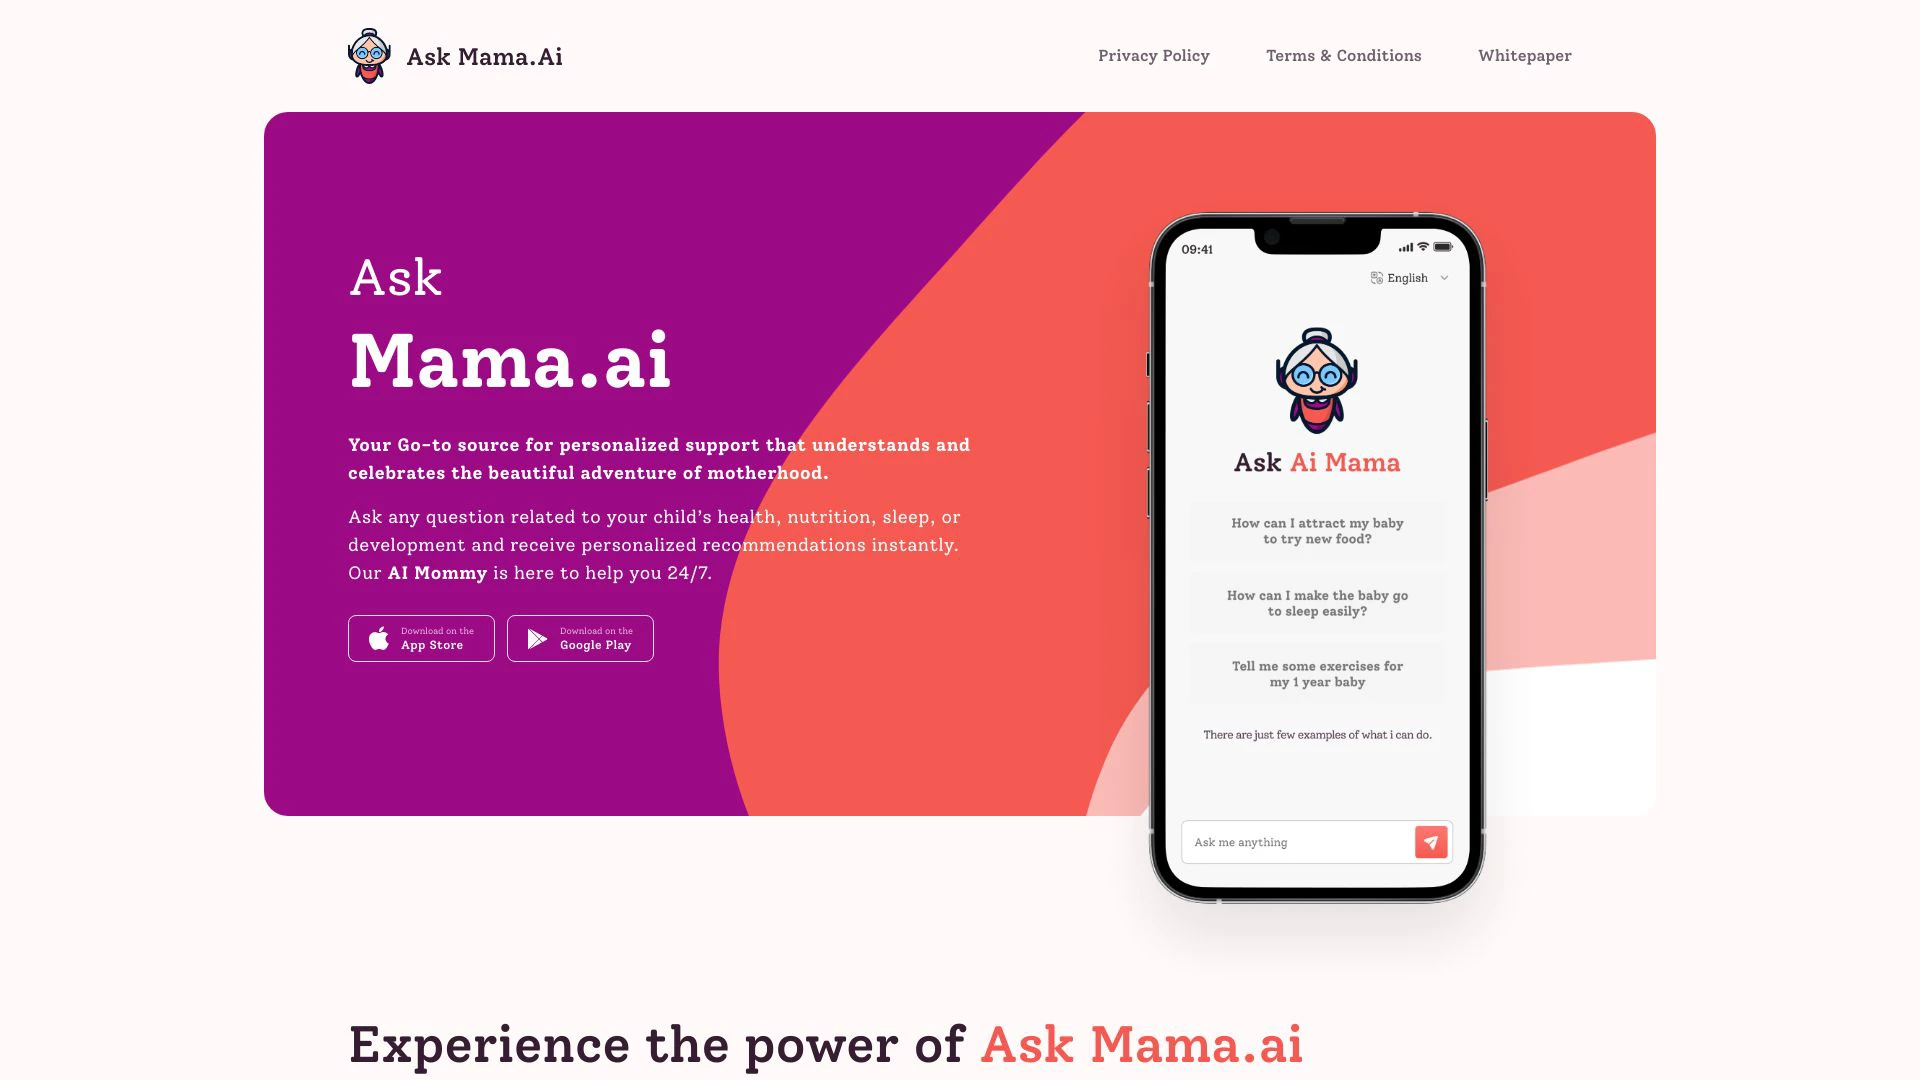 Ask Mama.Ai
Privacy Policy
Terms & Conditions
Whitepaper
Ask
Mama.ai
Your Go-to source for personalized support that understands and
celebrates the beautiful adventure of motherhood.
Ask any question related to your child's health, nutrition, sleep, or
development and receive personalized recommendations instantly.
Our AI Mommy is here to help you 24/7.
Download on the
App Store
Download on the
Google Play
09:41
English
Ask Ai Mama
How can I attract my baby
to try new food?
How can I make the baby go
to sleep easily?
Tell me some exercises for
my 1 year baby
There are just few examples of what i can do.
Ask me anything
Experience the power of Ask Mama.ai